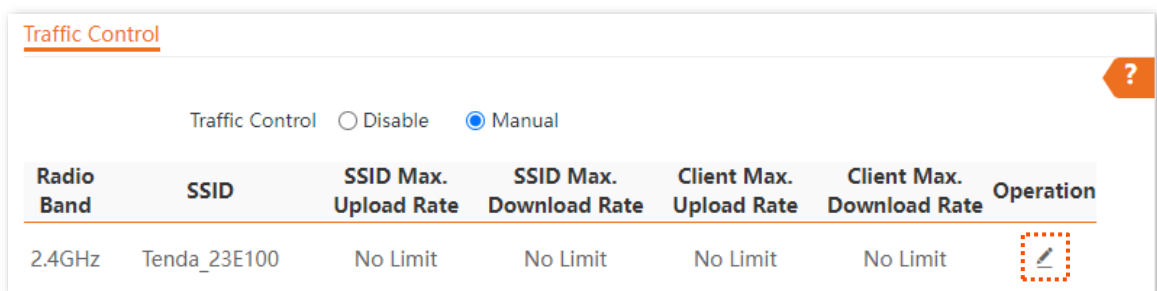 Traffic Control
?
Traffic Control Disable Manual
Radio Band SSID SSID Max. Upload Rate SSID Max. Download Rate Client Max. Upload Rate Client Max. Download Rate Operation
2.4GHz Tenda_23E100 No Limit No Limit No Limit No Limit